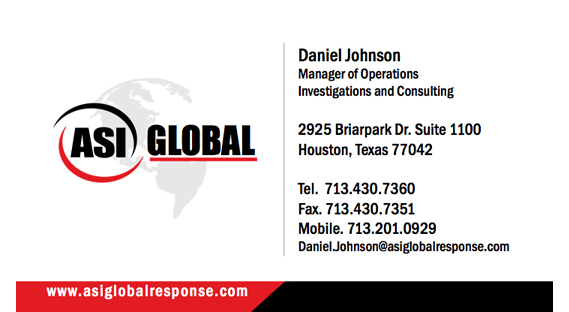 ASI GLOBAL
Daniel Johnson
Manager of Operations
Investigations and Consulting
2925 Briarpark Dr. Suite 1100
Houston, Texas 77042
Tel. 713.430.7360
Fax. 713.430.7351
Mobile. 713.201.0929
Daniel.Johnson@asiglobalresponse.com
www.asiglobalresponse.com